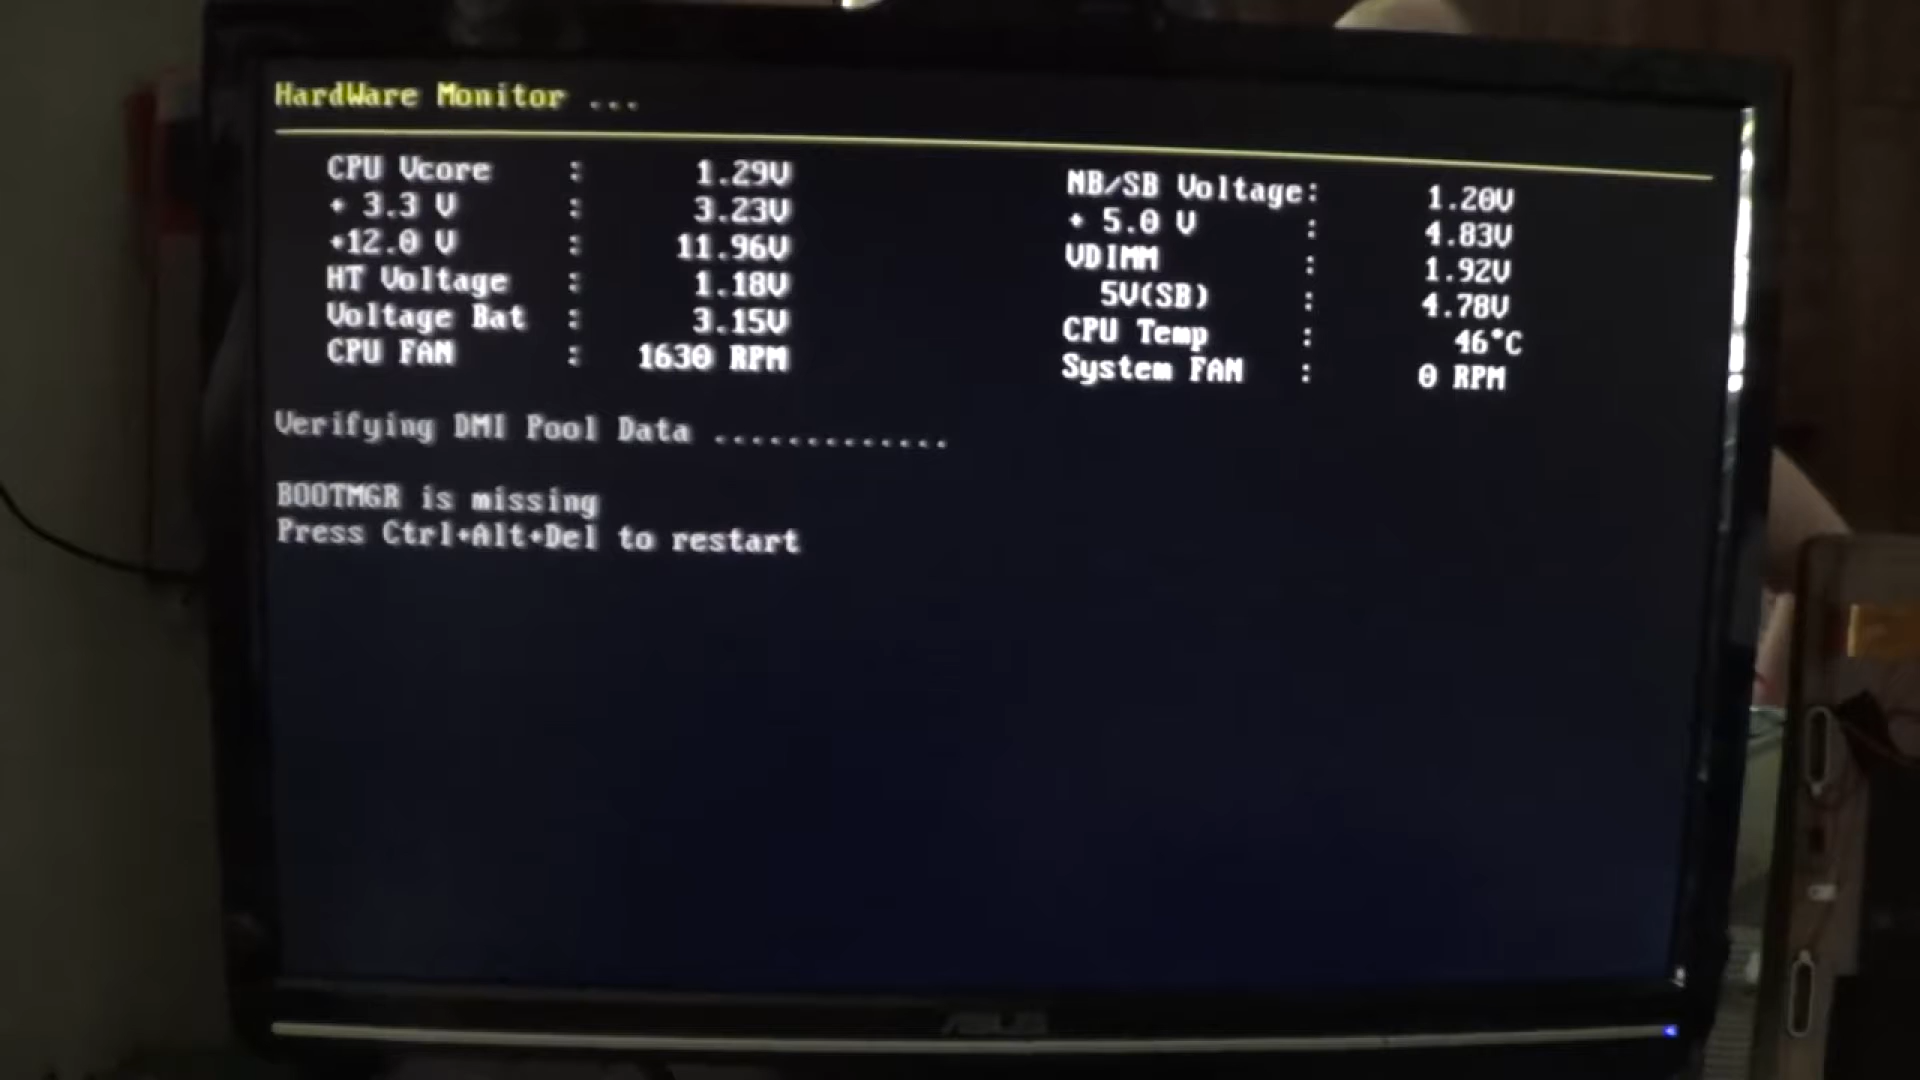 HardWare Monitor ...
CPU Vcore : 1.29V NB/SB Voltage: 1.20V
+ 3.3 V : 3.23V + 5.0 V : 4.83V
+12.0 V : 11.96V VDIMM : 1.92V
HT Voltage : 1.18V 5V(SB) : 4.78V
Voltage Bat : 3.15V CPU Temp : 46°C
CPU FAN : 1630 RPM System FAN : 0 RPM
Verifying DMI Pool Data .............
BOOTMGR is missing
Press Ctrl+Alt+Del to restart
ASUS